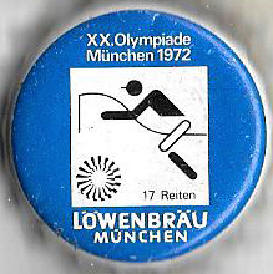 XX.Olympiade
München 1972
17 Reiten
LÖWENBRÄU
MÜNCHEN